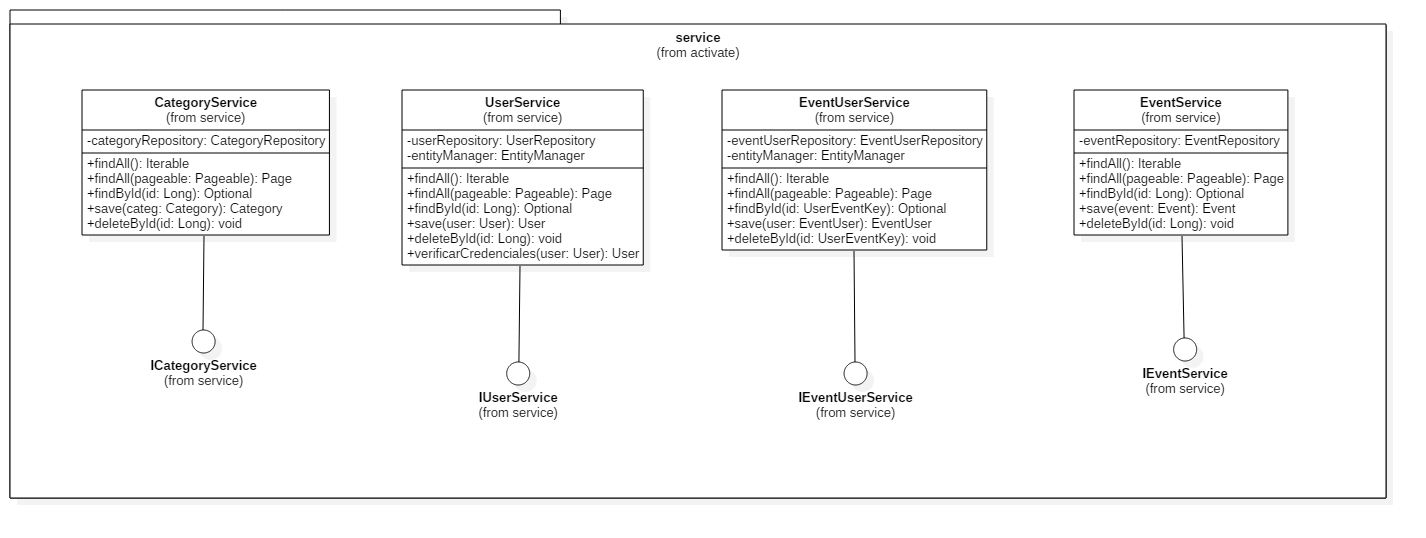 service
(from activate)
CategoryService
(from service)
-categoryRepository: CategoryRepository
+findAll(): Iterable
+findAll(pageable: Pageable): Page
+findById(id: Long): Optional
+save(categ: Category): Category
+deleteById(id: Long): void
UserService
(from service)
-userRepository: UserRepository
-entityManager: EntityManager
+findAll(): Iterable
+findAll(pageable: Pageable): Page
+findById(id: Long): Optional
+save(user: User): User
+deleteById(id: Long): void
+verificarCredenciales(user: User): User
EventUserService
(from service)
-eventUserRepository: EventUserRepository
-entityManager: EntityManager
+findAll(): Iterable
+findAll(pageable: Pageable): Page
+findById(id: UserEventKey): Optional
+save(user: EventUser): EventUser
+deleteById(id: UserEventKey): void
EventService
(from service)
-eventRepository: EventRepository
+findAll(): Iterable
+findAll(pageable: Pageable): Page
+findById(id: Long): Optional
+save(event: Event): Event
+deleteById(id: Long): void
ICategoryService
(from service)
IUserService
(from service)
IEventUserService
(from service)
IEventService
(from service)